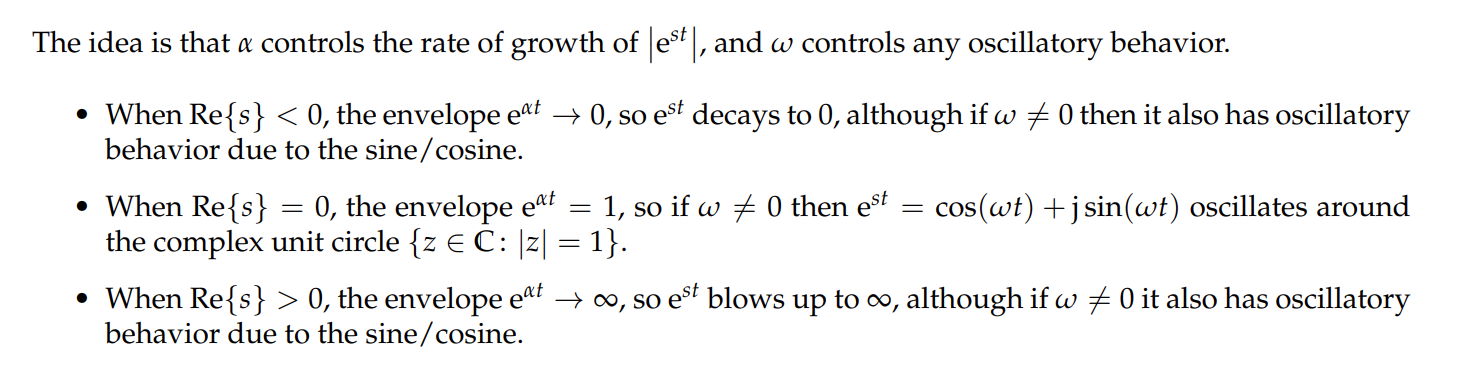 The idea is that α controls the rate of growth of |e^{st}|, and ω controls any oscillatory behavior.
• When Re{s} < 0, the envelope e^{αt} → 0, so e^{st} decays to 0, although if ω ≠ 0 then it also has oscillatory
behavior due to the sine/cosine.
• When Re{s} = 0, the envelope e^{αt} = 1, so if ω ≠ 0 then e^{st} = cos(ωt) + j sin(ωt) oscillates around
the complex unit circle {z ∈ ℂ: |z| = 1}.
• When Re{s} > 0, the envelope e^{αt} → ∞, so e^{st} blows up to ∞, although if ω ≠ 0 it also has oscillatory
behavior due to the sine/cosine.